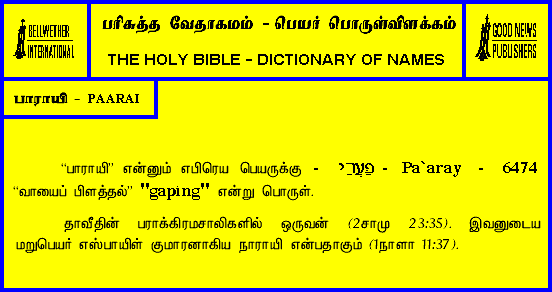 BELLWETHER
INTERNATIONAL
பரிசுத்த வேதாகமம் - பெயர் பொருள்விளக்கம்
THE HOLY BIBLE - DICTIONARY OF NAMES
GOOD NEWS
PUBLISHERS
பாராயி - PAARAI
“பாராயி” என்னும் எபிரெய பெயருக்கு - פַּעֲרַי - Pa`aray - 6474
“வாயைப் பிளத்தல்” "gaping" என்று பொருள்.
தாவீதின் பராக்கிரமசாலிகளில் ஒருவன் (2சாமு 23:35). இவனுடைய
மறுபெயர் எஸ்பாயின் குமாரனாகிய நாராயி என்பதாகும் (1நாளா 11:37).